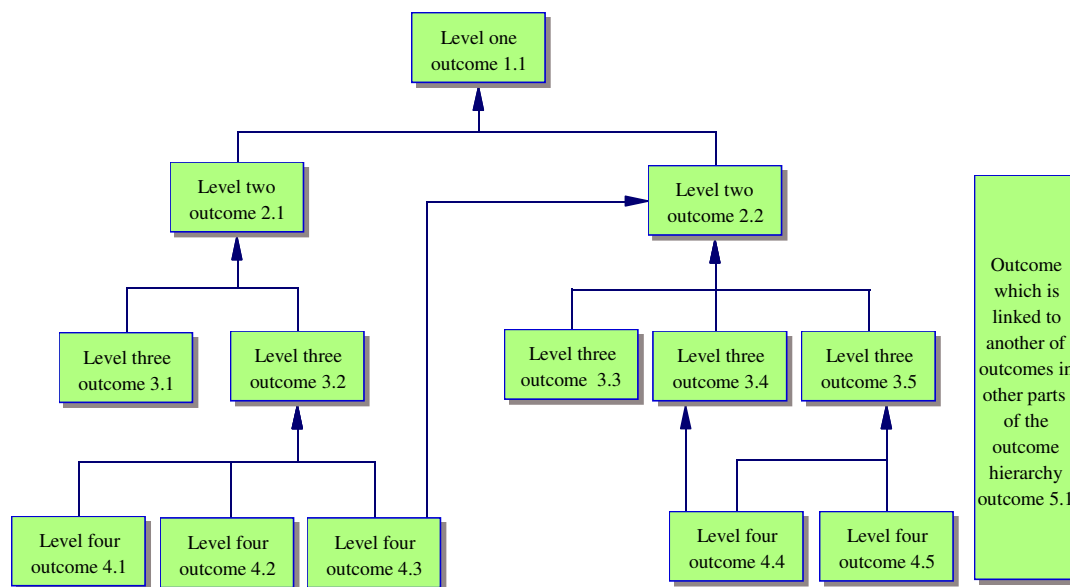 Level one
outcome 1.1
Level two
outcome 2.1
Level two
outcome 2.2
Level three
outcome 3.1
Level three
outcome 3.2
Level three
outcome 3.3
Level three
outcome 3.4
Level three
outcome 3.5
Level four
outcome 4.1
Level four
outcome 4.2
Level four
outcome 4.3
Level four
outcome 4.4
Level four
outcome 4.5
Outcome
which is
linked to
another of
outcomes in
other parts
of the
outcome
hierarchy
outcome 5.1